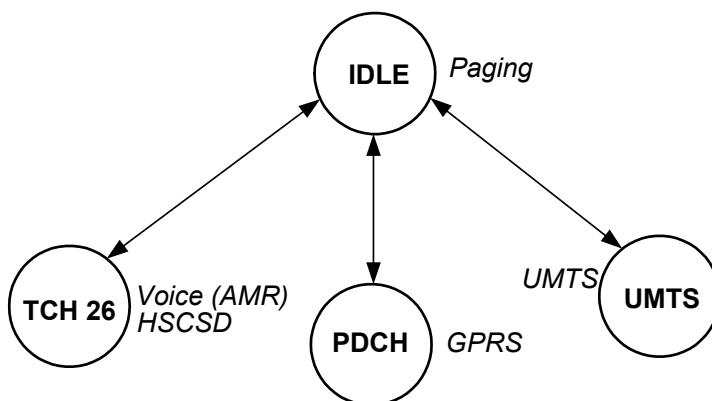 IDLE
Paging
TCH 26
Voice (AMR)
HSCSD
PDCH
GPRS
UMTS
UMTS